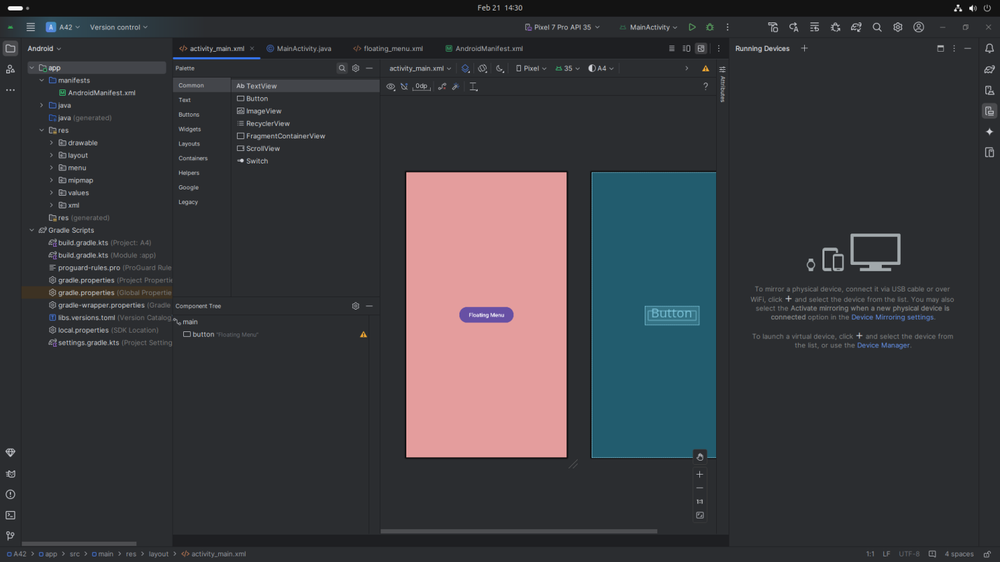 Feb 21 14:30
A A42 Version control
Pixel 7 Pro API 35 MainActivity
Android
activity_main.xml MainActivity.java floating_menu.xml AndroidManifest.xml
Running Devices
app
manifests
AndroidManifest.xml
java
java (generated)
res
drawable
layout
menu
mipmap
values
xml
res (generated)
Gradle Scripts
build.gradle.kts (Project: A4)
build.gradle.kts (Module :app)
proguard-rules.pro (ProGuard Rule
gradle.properties (Project Propertie
gradle.properties (Global Propertie
gradle-wrapper.properties (Gradle
libs.versions.toml (Version Catalog
local.properties (SDK Location)
settings.gradle.kts (Project Setting
Palette
Common
Text
Buttons
Widgets
Layouts
Containers
Helpers
Google
Legacy
Ab TextView
Button
ImageView
RecyclerView
FragmentContainerView
ScrollView
Switch
Component Tree
main
button "Floating Menu"
activity_main.xml Pixel 35 A4
0dp
Attributes
Floating Menu
Button
1:1
To mirror a physical device, connect it via USB cable or over
WiFi, click + and select the device from the list. You may also
select the Activate mirroring when a new physical device is
connected option in the Device Mirroring settings.
To launch a virtual device, click + and select the device from
the list, or use the Device Manager.
A42 > app > src > main > res > layout > activity_main.xml
1:1 LF UTF-8 4 spaces